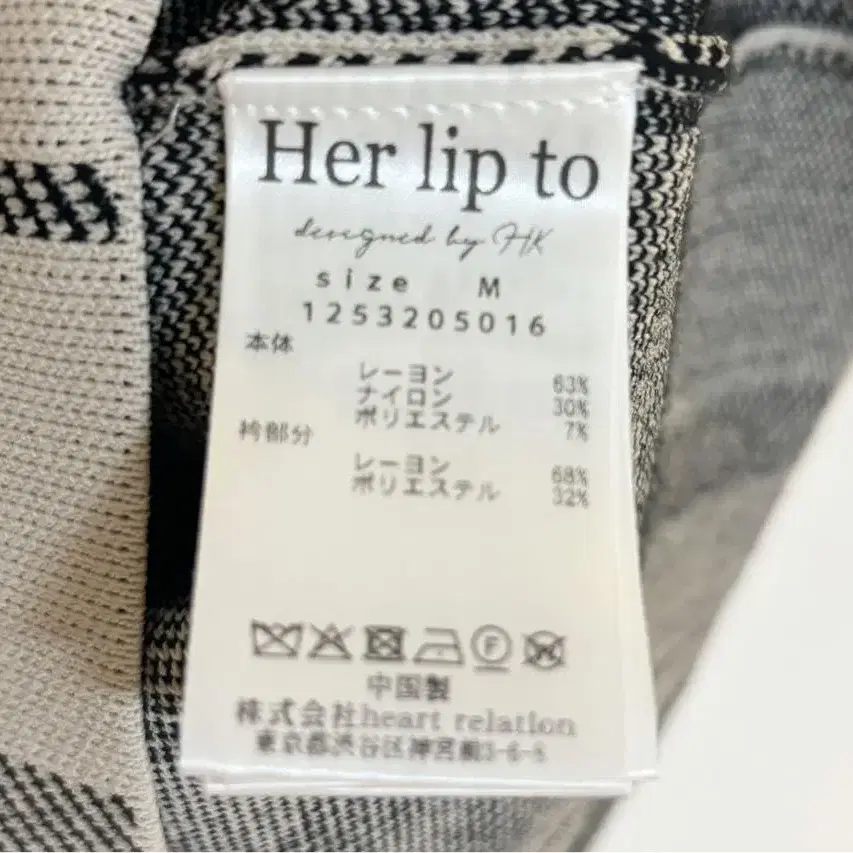 Her lip to
designed by HK
size M
1253205016
本体
レーヨン 63%
ナイロン 30%
ポリエステル 7%
衿部分
レーヨン 68%
ポリエステル 32%
F
中国製
株式会社heart relation
東京都渋谷区神宮前